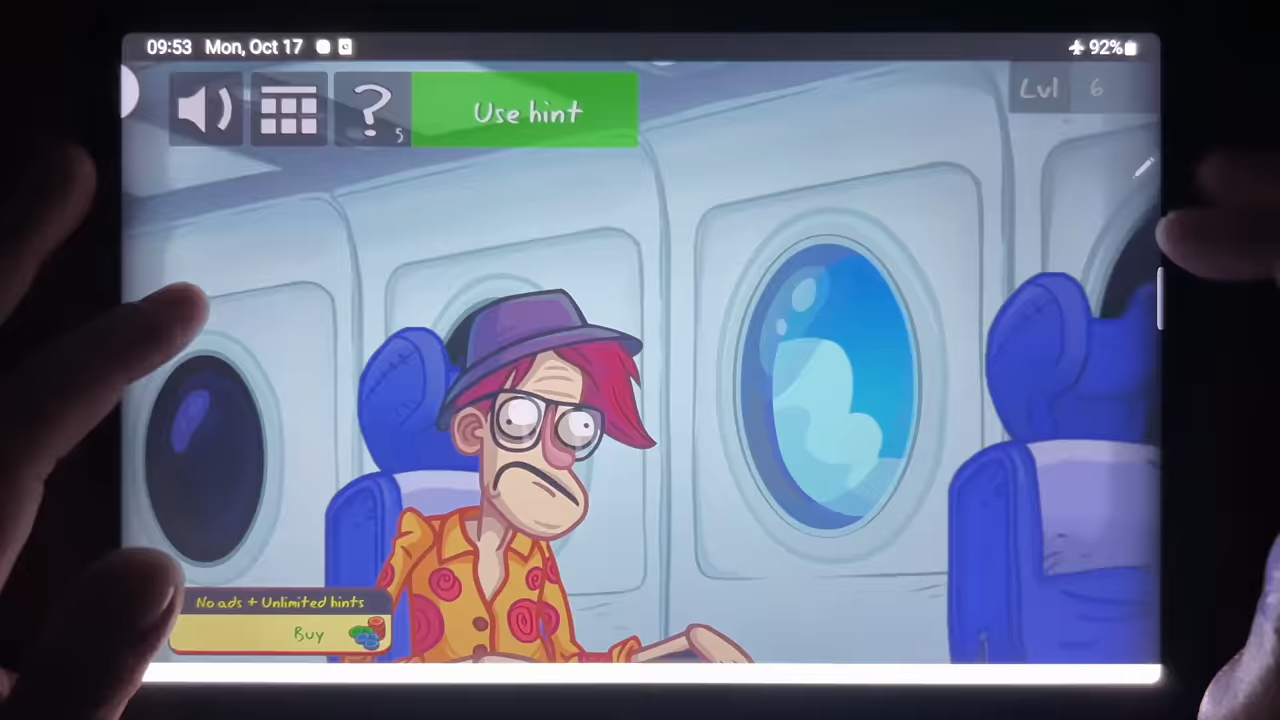 09:53 Mon, Oct 17
92%
5
Use hint
Lvl 6
No ads + Unlimited hints
Buy